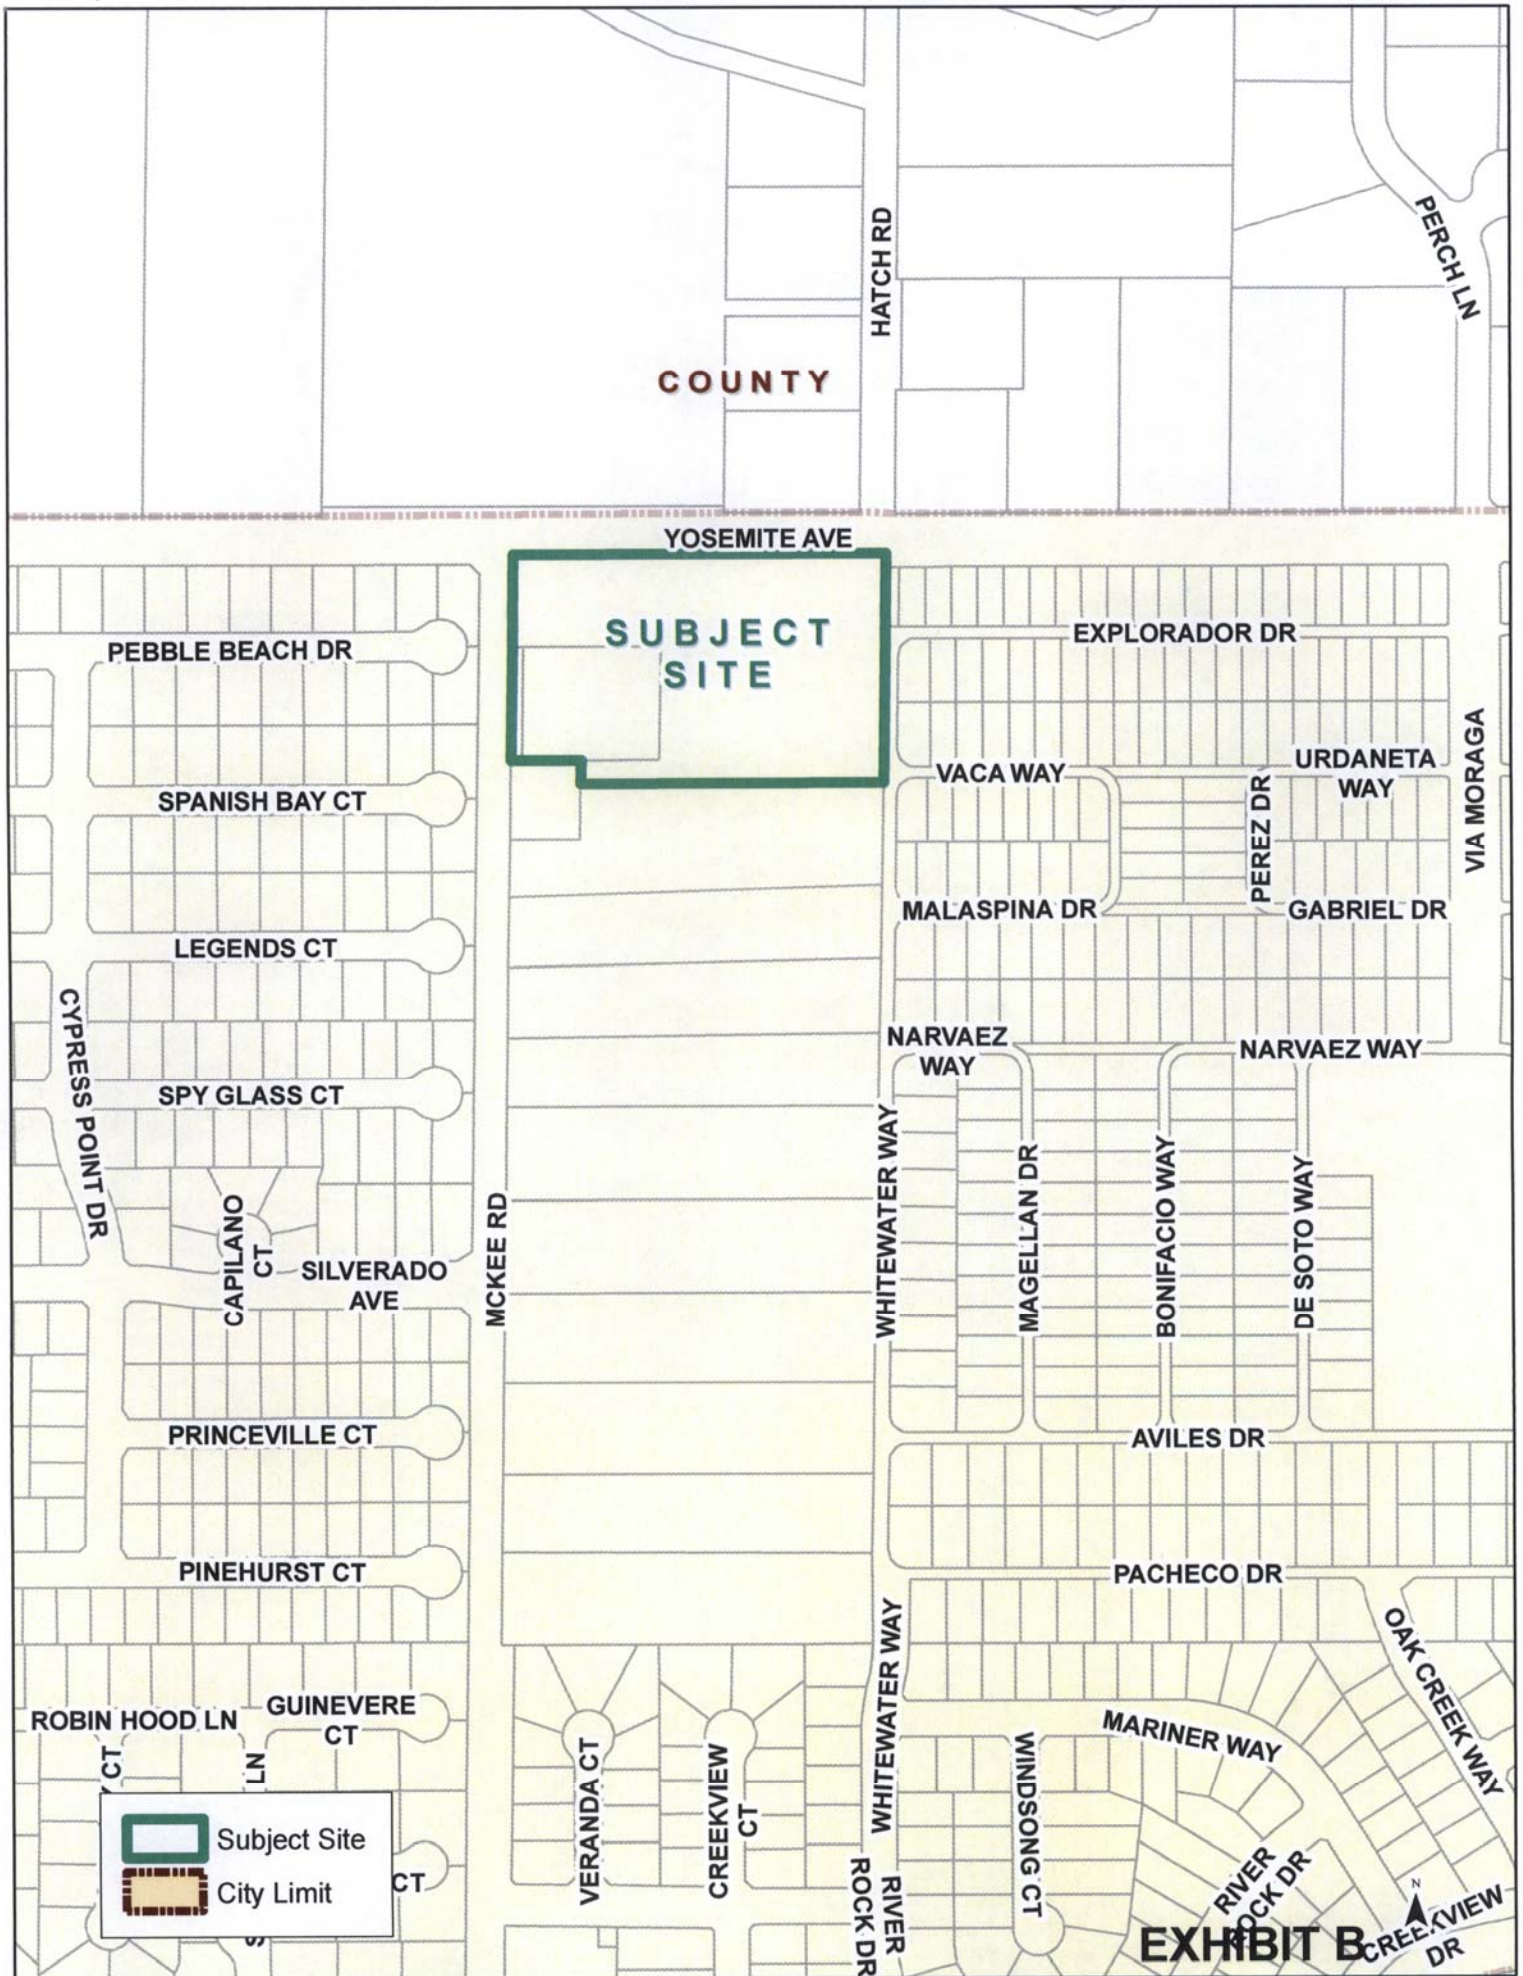 HATCH RD
PERCH LN
COUNTY
YOSEMITE AVE
SUBJECT
SITE
PEBBLE BEACH DR
EXPLORADOR DR
SPANISH BAY CT
VACA WAY
PEREZ DR
URDANETA
WAY
VIA MORAGA
LEGENDS CT
MALASPINA DR
GABRIEL DR
CYPRESS POINT DR
SPY GLASS CT
NARVAEZ
WAY
NARVAEZ WAY
CAPILANO
CT
SILVERADO
AVE
MCKEE RD
WHITEWATER WAY
MAGELLAN DR
BONIFACIO WAY
DE SOTO WAY
PRINCEVILLE CT
AVILES DR
PINEHURST CT
PACHECO DR
OAK CREEK WAY
ROBIN HOOD LN
GUINEVERE
CT
WHITEWATER WAY
MARINER WAY
CT
LN
VERANDA CT
CREEKVIEW
CT
WINDSONG CT
Subject Site
City Limit
CT
S
RIVER
ROCK DR
RIVER
ROCK DR
N
CREEKVIEW
DR
EXHIBIT B